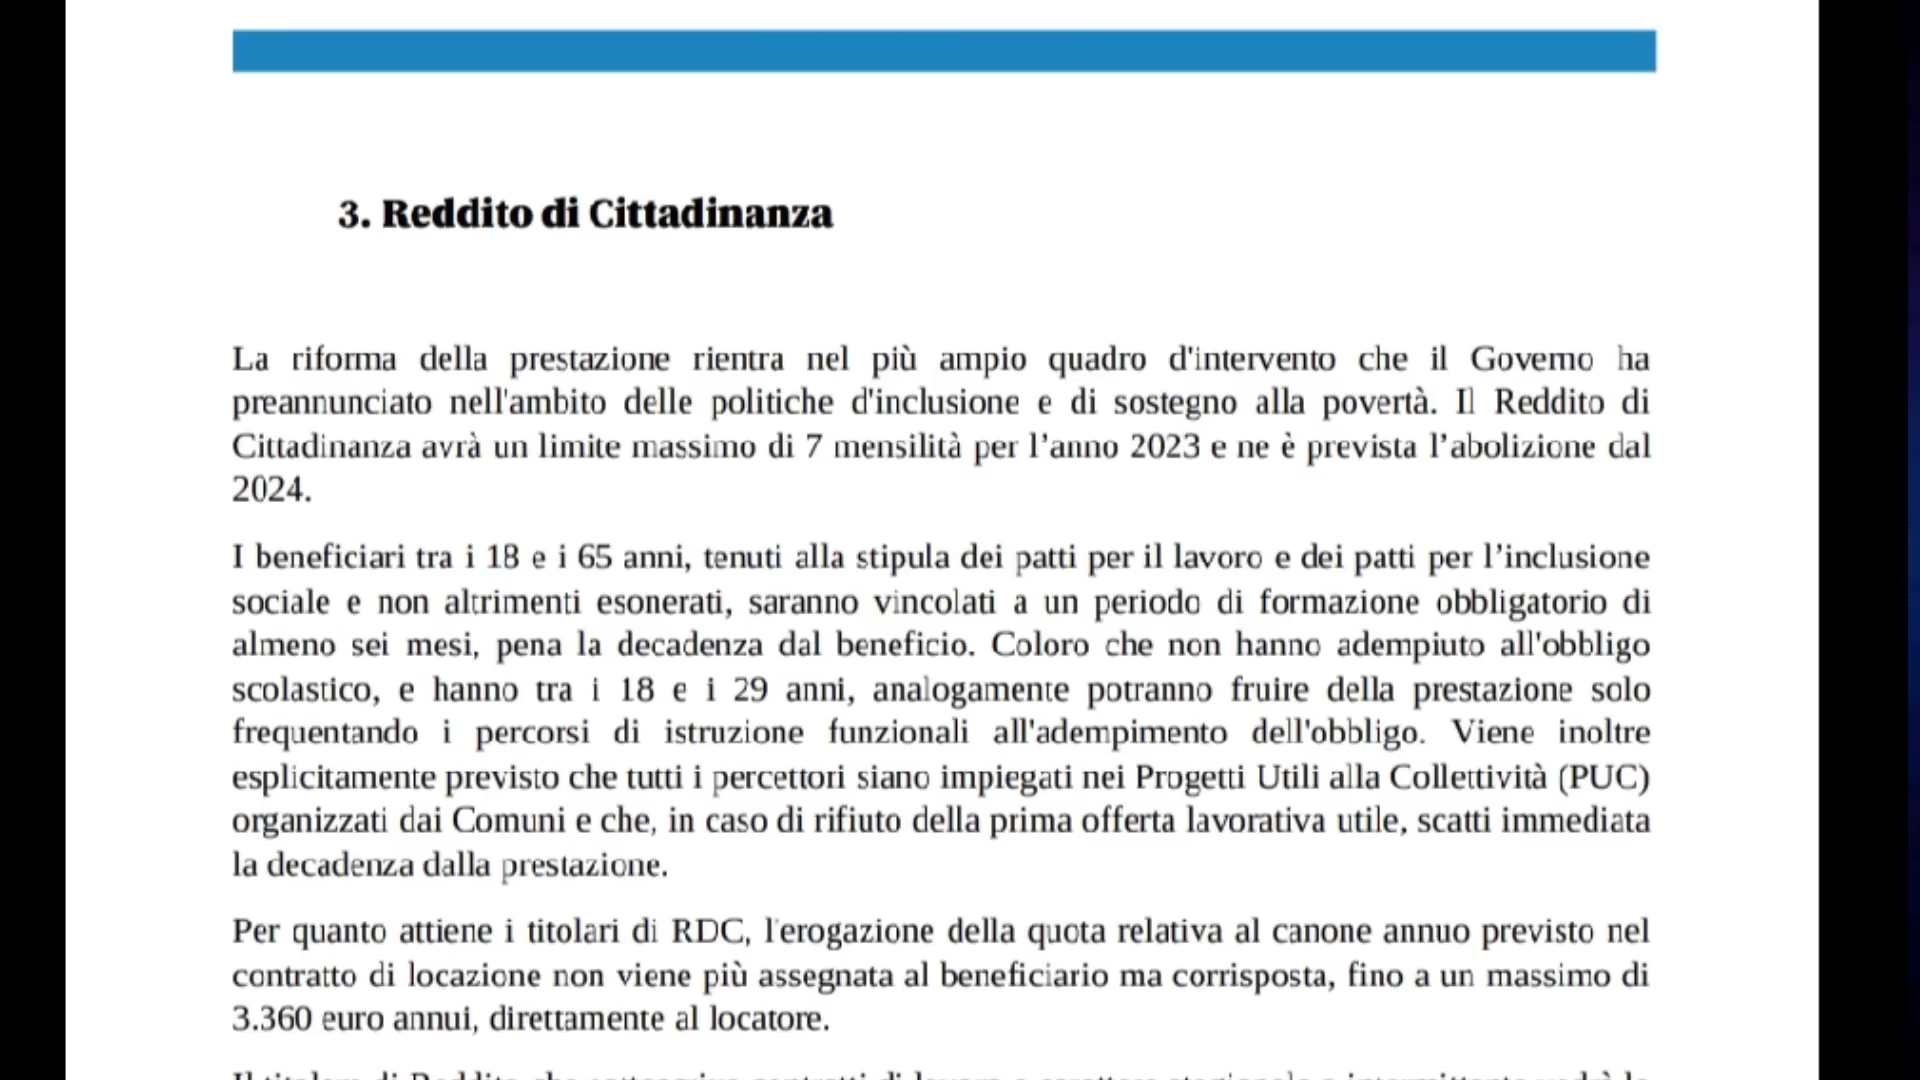 3. Reddito di Cittadinanza
La riforma della prestazione rientra nel più ampio quadro d'intervento che il Governo ha
preannunciato nell'ambito delle politiche d'inclusione e di sostegno alla povertà. Il Reddito di
Cittadinanza avrà un limite massimo di 7 mensilità per l’anno 2023 e ne è prevista l’abolizione dal
2024.
I beneficiari tra i 18 e i 65 anni, tenuti alla stipula dei patti per il lavoro e dei patti per l’inclusione
sociale e non altrimenti esonerati, saranno vincolati a un periodo di formazione obbligatorio di
almeno sei mesi, pena la decadenza dal beneficio. Coloro che non hanno adempiuto all'obbligo
scolastico, e hanno tra i 18 e i 29 anni, analogamente potranno fruire della prestazione solo
frequentando i percorsi di istruzione funzionali all'adempimento dell'obbligo. Viene inoltre
esplicitamente previsto che tutti i percettori siano impiegati nei Progetti Utili alla Collettività (PUC)
organizzati dai Comuni e che, in caso di rifiuto della prima offerta lavorativa utile, scatti immediata
la decadenza dalla prestazione.
Per quanto attiene i titolari di RDC, l'erogazione della quota relativa al canone annuo previsto nel
contratto di locazione non viene più assegnata al beneficiario ma corrisposta, fino a un massimo di
3.360 euro annui, direttamente al locatore.